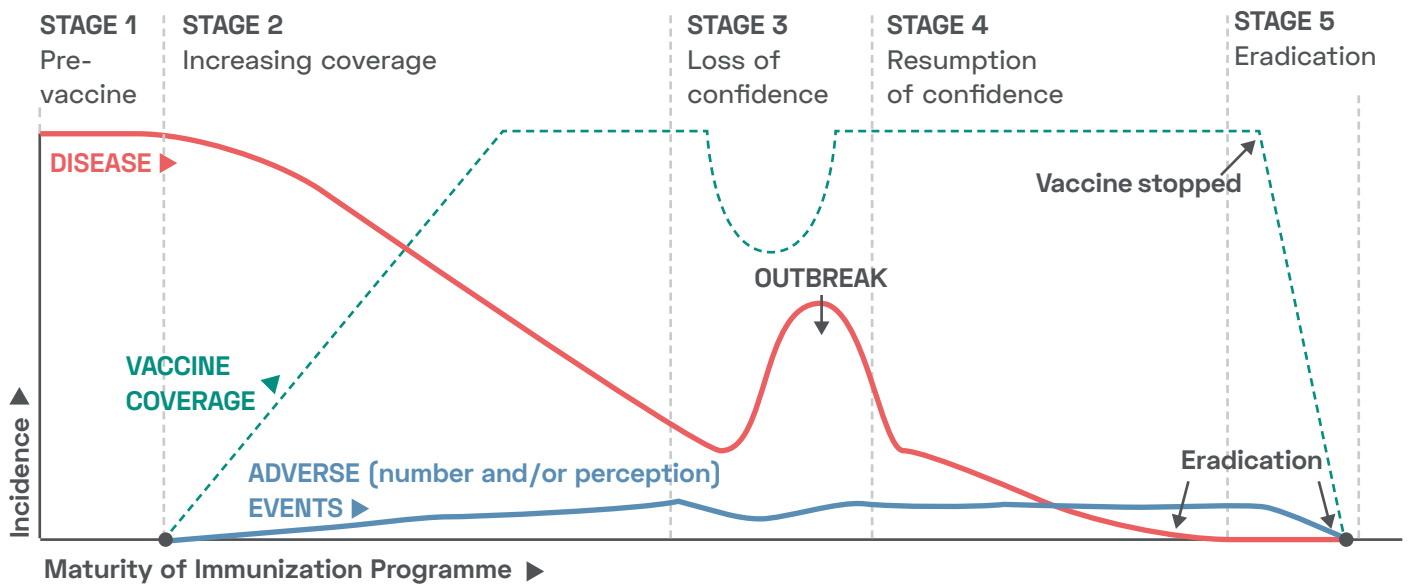 STAGE 1
Pre-
vaccine
STAGE 2
Increasing coverage
STAGE 3
Loss of
confidence
STAGE 4
Resumption
of confidence
STAGE 5
Eradication
DISEASE
Vaccine stopped
OUTBREAK
VACCINE
COVERAGE
ADVERSE (number and/or perception)
EVENTS
Eradication
Incidence
Maturity of Immunization Programme